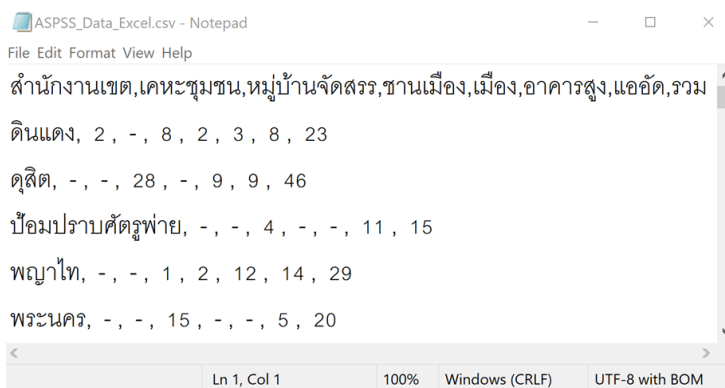 ASPSS_Data_Excel.csv - Notepad
File Edit Format View Help
สำนักงานเขต,เคหะชุมชน,หมู่บ้านจัดสรร,ชานเมือง,เมือง,อาคารสูง,แออัด,รวม
ดินแดง, 2 , - , 8 , 2 , 3 , 8 , 23
ดุสิต, - , - , 28 , - , 9 , 9 , 46
ป้อมปราบศัตรูพ่าย, - , - , 4 , - , - , 11 , 15
พญาไท, - , - , 1 , 2 , 12 , 14 , 29
พระนคร, - , - , 15 , - , - , 5 , 20
Ln 1, Col 1 100% Windows (CRLF) UTF-8 with BOM